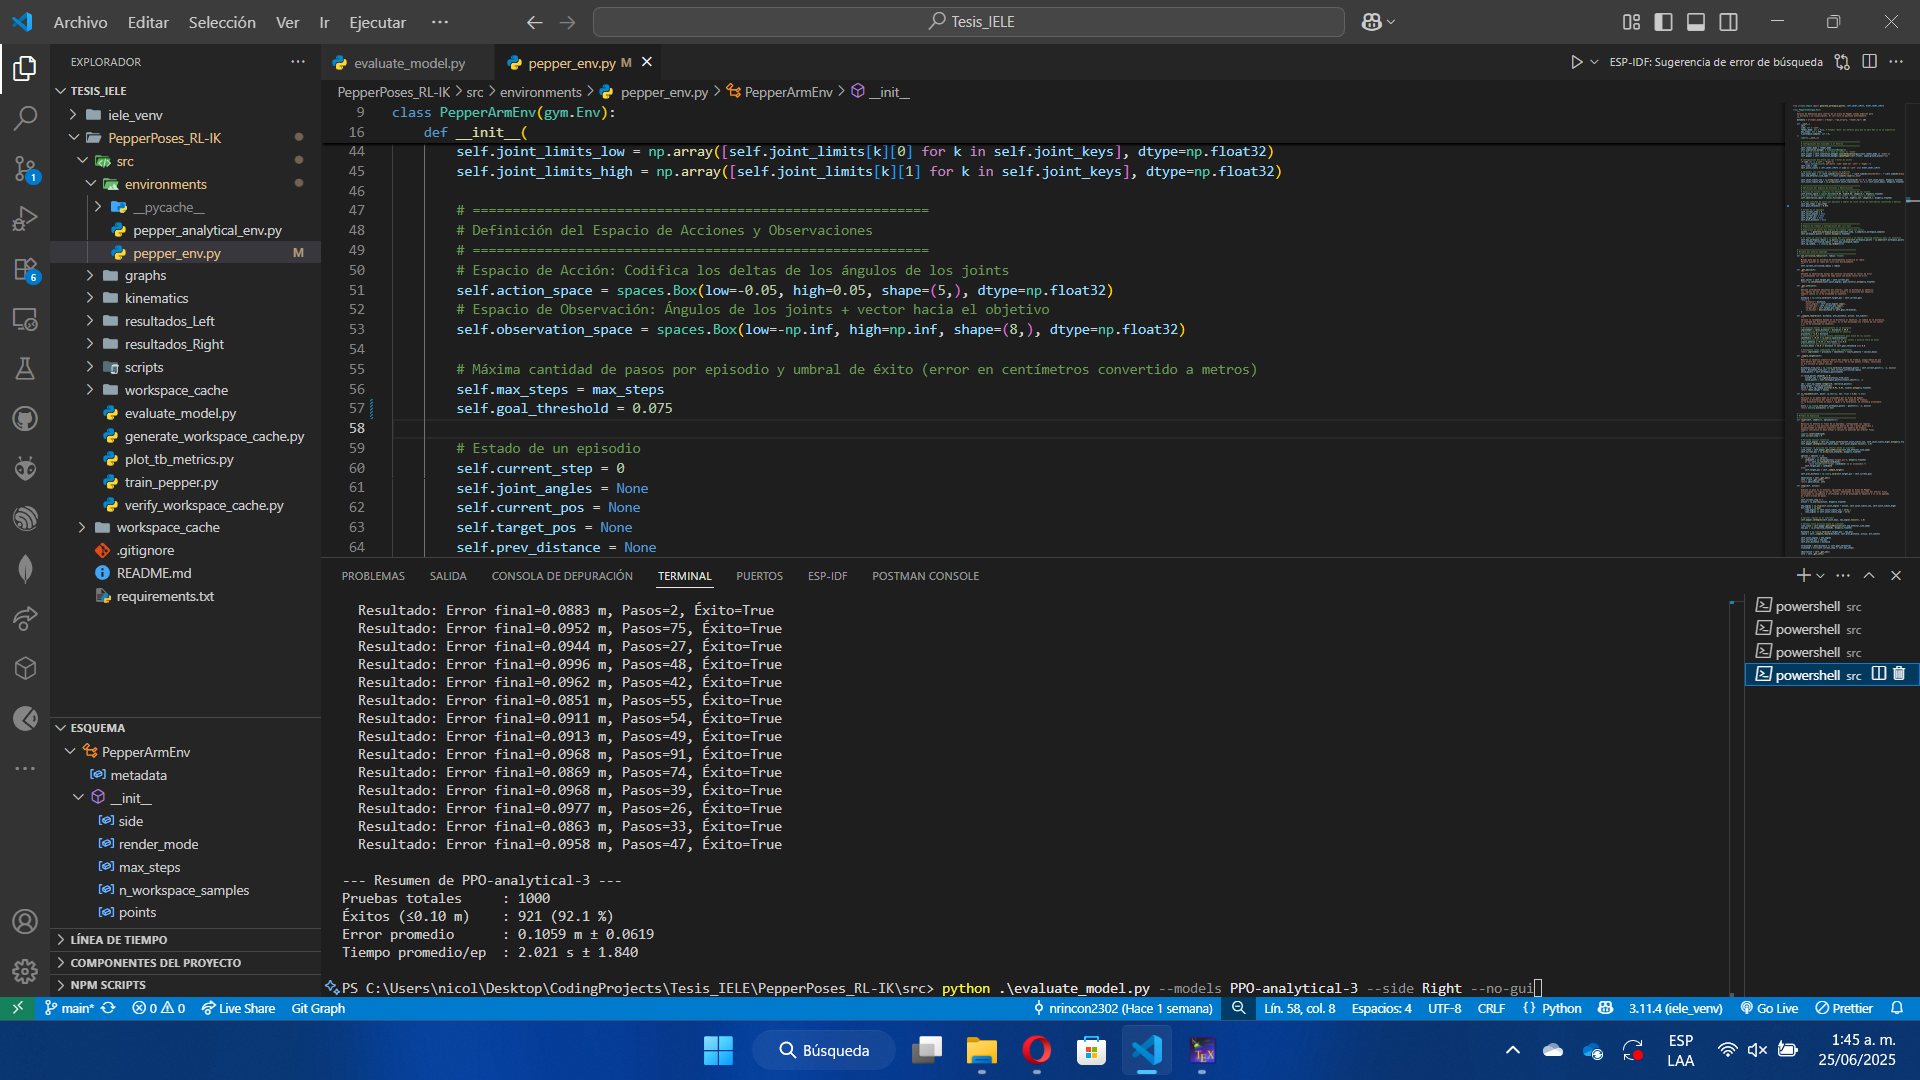 Archivo Editar Selección Ver Ir Ejecutar ···
Tesis_IELE
EXPLORADOR
TESIS_IELE
iele_venv
PepperPoses_RL-IK
src
environments
__pycache__
pepper_analytical_env.py
pepper_env.py M
graphs
kinematics
resultados_Left
resultados_Right
scripts
workspace_cache
evaluate_model.py
generate_workspace_cache.py
plot_tb_metrics.py
train_pepper.py
verify_workspace_cache.py
workspace_cache
.gitignore
README.md
requirements.txt
1
6
ESQUEMA
PepperArmEnv
metadata
__init__
side
render_mode
max_steps
n_workspace_samples
points
LÍNEA DE TIEMPO
COMPONENTES DEL PROYECTO
NPM SCRIPTS
evaluate_model.py
pepper_env.py M
ESP-IDF: Sugerencia de error de búsqueda
PepperPoses_RL-IK > src > environments > pepper_env.py > PepperArmEnv > __init__
9 class PepperArmEnv(gym.Env):
16 def __init__(
44 self.joint_limits_low = np.array([self.joint_limits[k][0] for k in self.joint_keys], dtype=np.float32)
45 self.joint_limits_high = np.array([self.joint_limits[k][1] for k in self.joint_keys], dtype=np.float32)
46
47 # =========================================================
48 # Definición del Espacio de Acciones y Observaciones
49 # =========================================================
50 # Espacio de Acción: Codifica los deltas de los ángulos de los joints
51 self.action_space = spaces.Box(low=-0.05, high=0.05, shape=(5,), dtype=np.float32)
52 # Espacio de Observación: Ángulos de los joints + vector hacia el objetivo
53 self.observation_space = spaces.Box(low=-np.inf, high=np.inf, shape=(8,), dtype=np.float32)
54
55 # Máxima cantidad de pasos por episodio y umbral de éxito (error en centímetros convertido a metros)
56 self.max_steps = max_steps
57 self.goal_threshold = 0.075
58
59 # Estado de un episodio
60 self.current_step = 0
61 self.joint_angles = None
62 self.current_pos = None
63 self.target_pos = None
64 self.prev_distance = None
PROBLEMAS SALIDA CONSOLA DE DEPURACIÓN TERMINAL PUERTOS ESP-IDF POSTMAN CONSOLE
Resultado: Error final=0.0883 m, Pasos=2, Éxito=True
Resultado: Error final=0.0952 m, Pasos=75, Éxito=True
Resultado: Error final=0.0944 m, Pasos=27, Éxito=True
Resultado: Error final=0.0996 m, Pasos=48, Éxito=True
Resultado: Error final=0.0962 m, Pasos=42, Éxito=True
Resultado: Error final=0.0851 m, Pasos=55, Éxito=True
Resultado: Error final=0.0911 m, Pasos=54, Éxito=True
Resultado: Error final=0.0913 m, Pasos=49, Éxito=True
Resultado: Error final=0.0968 m, Pasos=91, Éxito=True
Resultado: Error final=0.0869 m, Pasos=74, Éxito=True
Resultado: Error final=0.0968 m, Pasos=39, Éxito=True
Resultado: Error final=0.0977 m, Pasos=26, Éxito=True
Resultado: Error final=0.0863 m, Pasos=33, Éxito=True
Resultado: Error final=0.0958 m, Pasos=47, Éxito=True
--- Resumen de PPO-analytical-3 ---
Pruebas totales : 1000
Éxitos (≤0.10 m) : 921 (92.1 %)
Error promedio : 0.1059 m ± 0.0619
Tiempo promedio/ep : 2.021 s ± 1.840
PS C:\Users\nicol\Desktop\CodingProjects\Tesis_IELE\PepperPoses_RL-IK\src> python .\evaluate_model.py --models PPO-analytical-3 --side Right --no-gui
powershell src
powershell src
powershell src
powershell src
main* 0 0 Live Share Git Graph nrincon2302 (Hace 1 semana) Lín. 58, col. 8 Espacios: 4 UTF-8 CRLF {} Python 3.11.4 (iele_venv) Go Live Prettier
Búsqueda
TEX
ESP
LAA
1:45 a. m.
25/06/2025